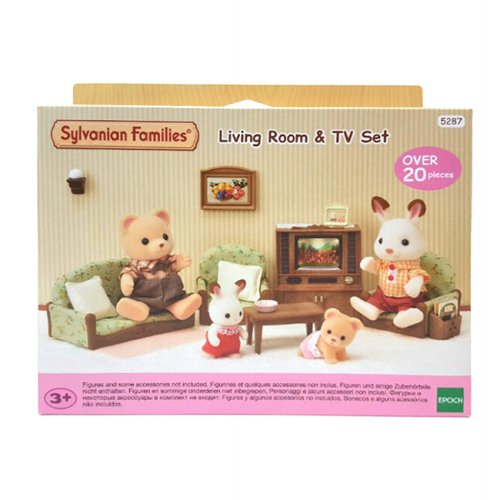 5287
Sylvanian Families®
Living Room & TV Set
OVER
20 pieces
Figures and some accessories not included. Figurines et quelques accessoires non inclus. Figuren und einige Zubehörteile
nicht enthalten. Figuren en sommige onderdelen niet inbegrepen. Personaggi e alcuni accessori non inclusi. Фигурки и
некоторые аксессуары в комплект не входят. Figuras y algunos accesorios no incluidos. Bonecos e alguns acessórios
não incluídos.
3+
EPOCH